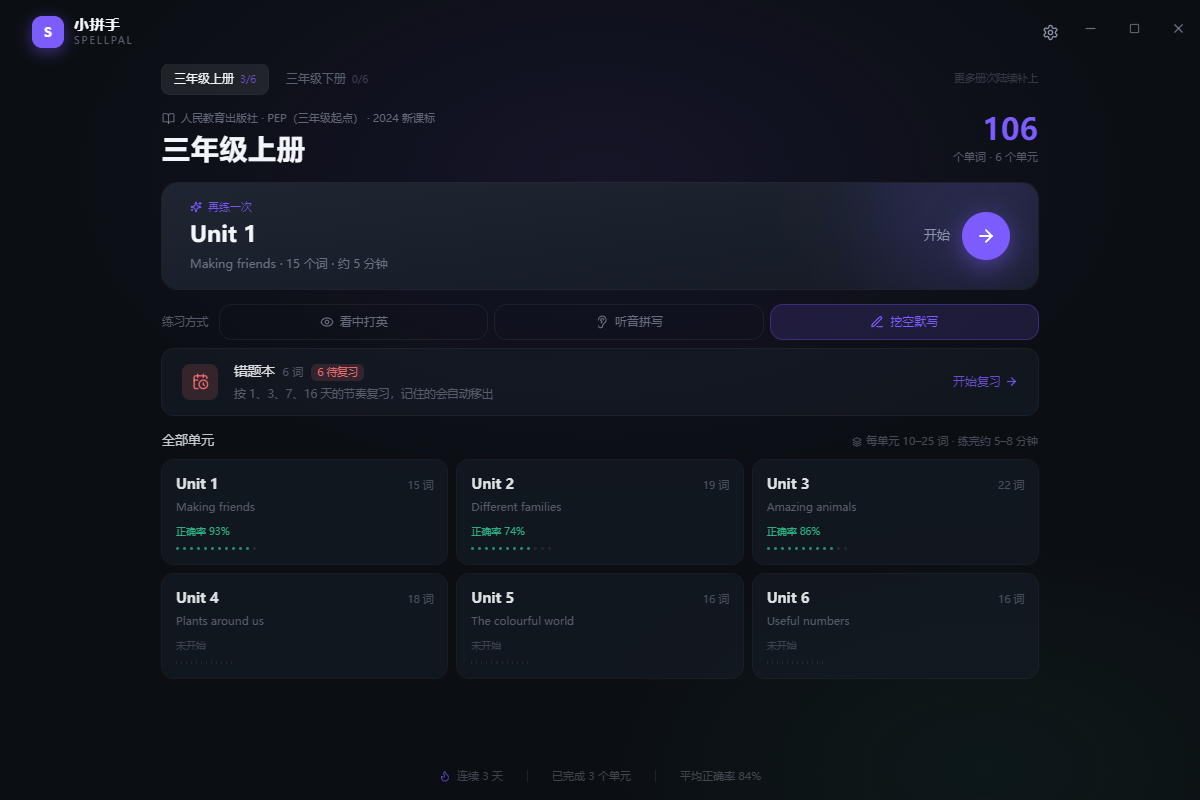 S
小拼手
SPELLPAL
三年级上册 3/6
三年级下册 0/6
更多册次陆续补上
人民教育出版社 · PEP（三年级起点） · 2024 新课标
三年级上册
106
个单词 · 6 个单元
再练一次
Unit 1
Making friends · 15 个词 · 约 5 分钟
开始
练习方式
看中打英
听音拼写
挖空默写
错题本 6 词 6 待复习
按 1、3、7、16 天的节奏复习，记住的会自动移出
开始复习
全部单元
每单元 10–25 词 · 练完约 5–8 分钟
Unit 1 15 词
Making friends
正确率 93%
Unit 2 19 词
Different families
正确率 74%
Unit 3 22 词
Amazing animals
正确率 86%
Unit 4 18 词
Plants around us
未开始
Unit 5 16 词
The colourful world
未开始
Unit 6 16 词
Useful numbers
未开始
连续 3 天
已完成 3 个单元
平均正确率 84%